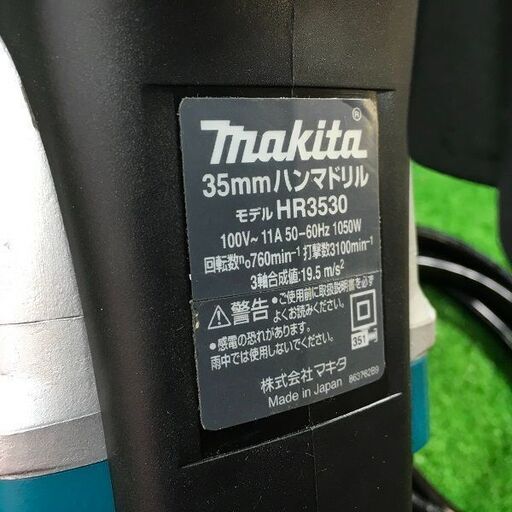 makita®
35mmハンマドリル
モデル HR3530
100V~ 11A 50-60Hz 1050W
回転数n₀760min⁻¹ 打撃数3100min⁻¹
3軸合成値:19.5 m/s²
⚠警告 ●ご使用前に取扱説明書を必ずよくお読みください。
●感電の恐れがあります。
雨中では使用しないでください。
351
株式会社マキタ
Made in Japan 863762B9